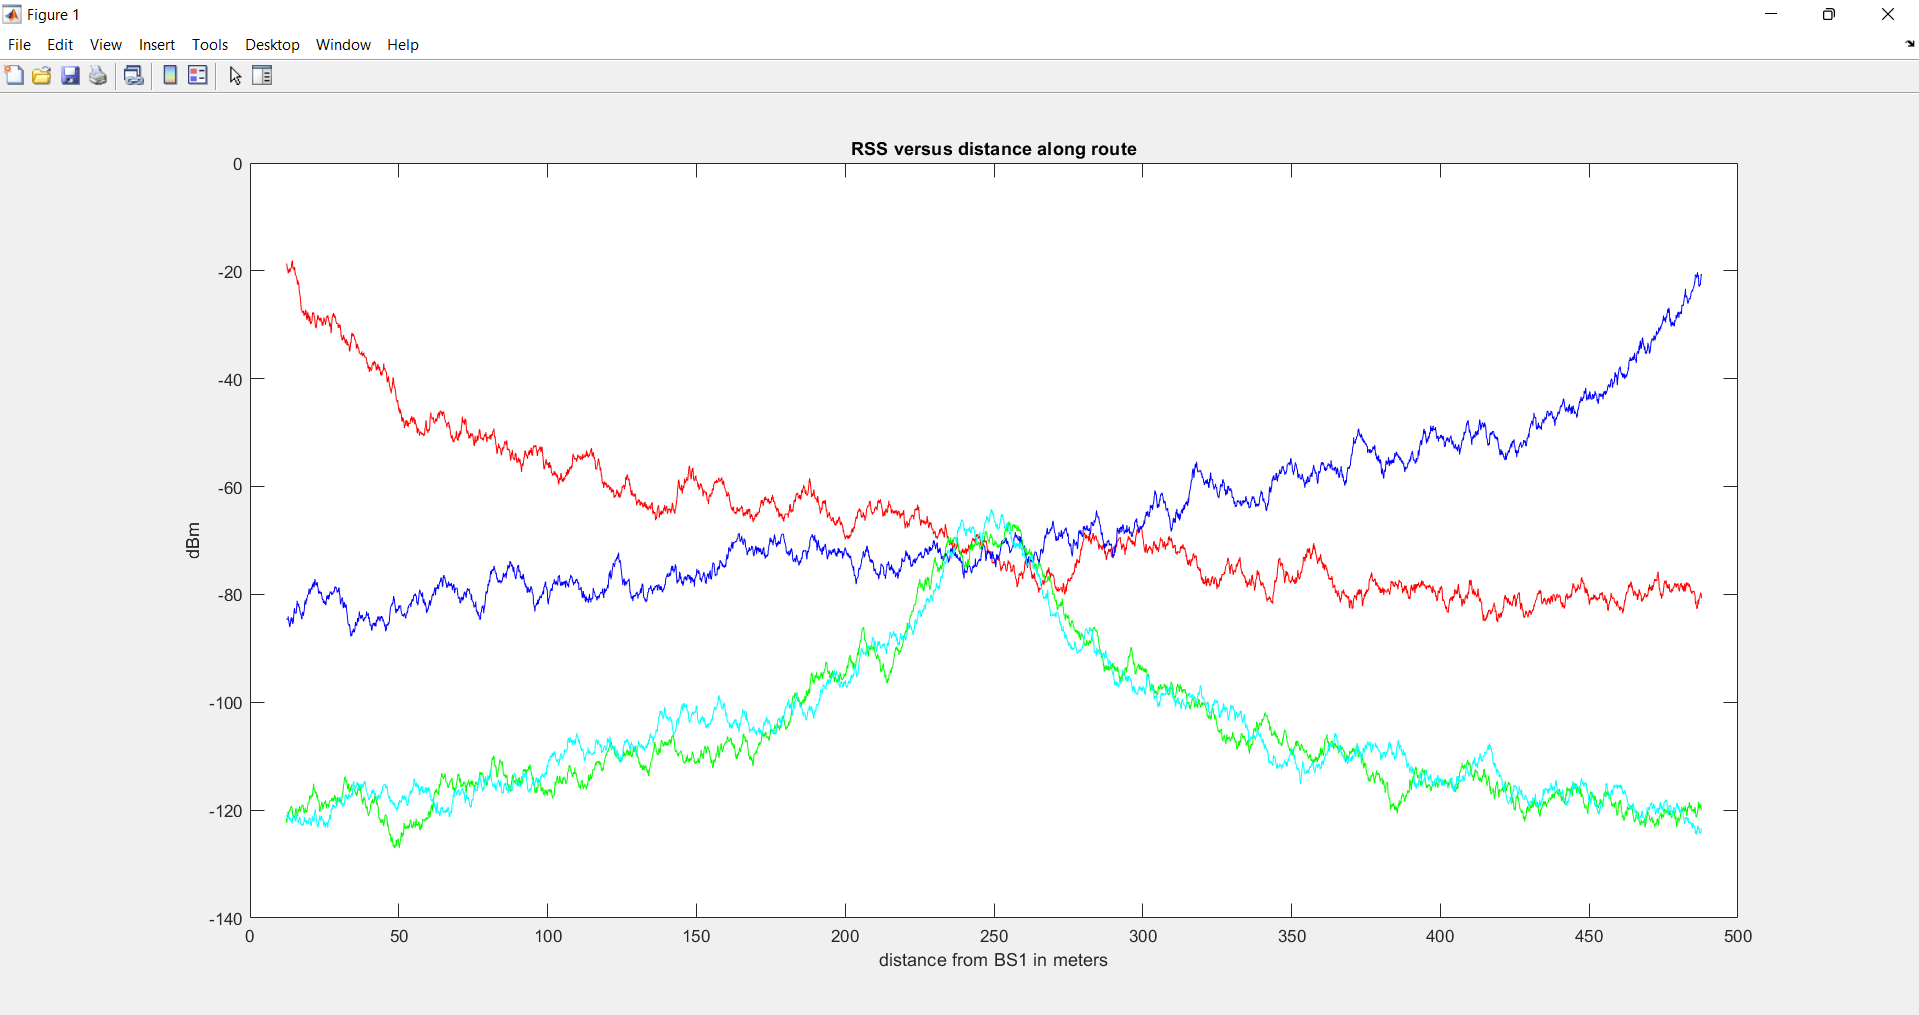 Figure 1
File Edit View Insert Tools Desktop Window Help
RSS versus distance along route
0
-20
-40
-60
-80
-100
-120
-140
dBm
0 50 100 150 200 250 300 350 400 450 500
distance from BS1 in meters